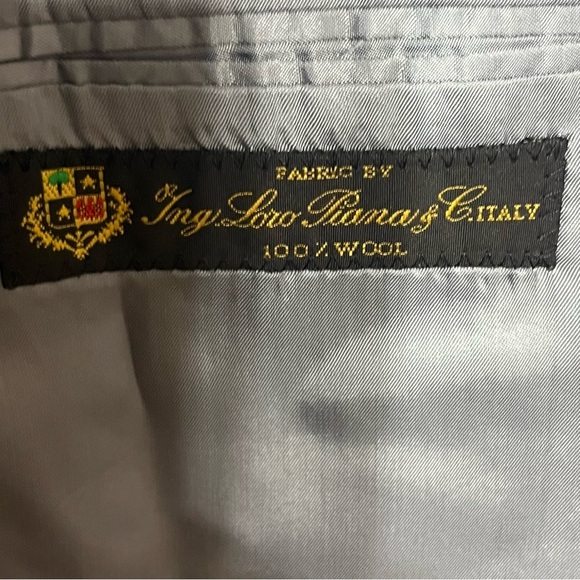 FABRIC BY
Ing. Loro Piana & C. ITALY
100% WOOL